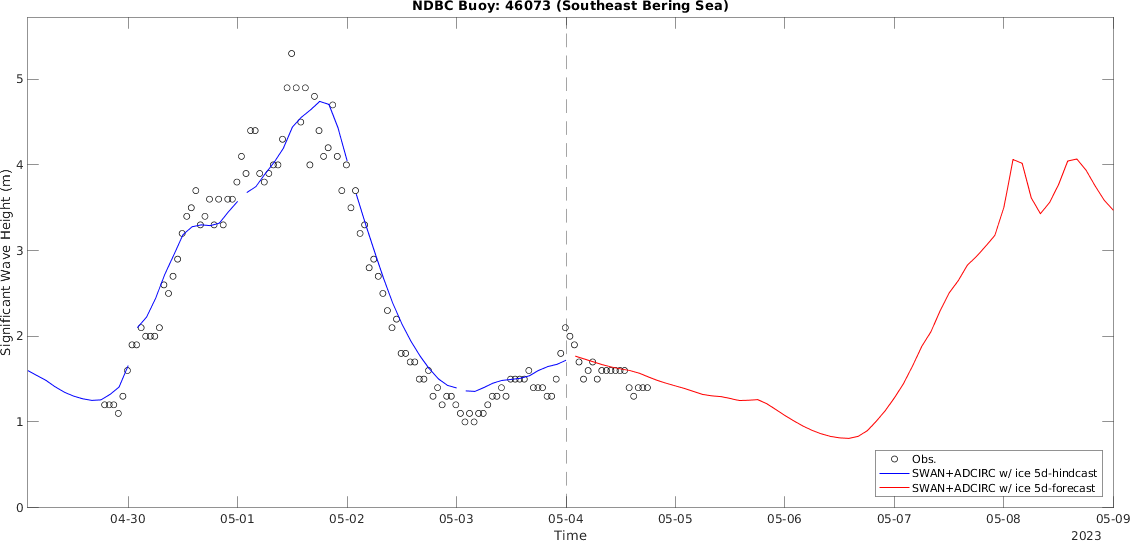 NDBC Buoy: 46073 (Southeast Bering Sea)
Significant Wave Height (m)
5
4
3
2
1
0
Obs.
SWAN+ADCIRC w/ ice 5d-hindcast
SWAN+ADCIRC w/ ice 5d-forecast
04-30 05-01 05-02 05-03 05-04 05-05 05-06 05-07 05-08 05-09
Time
2023